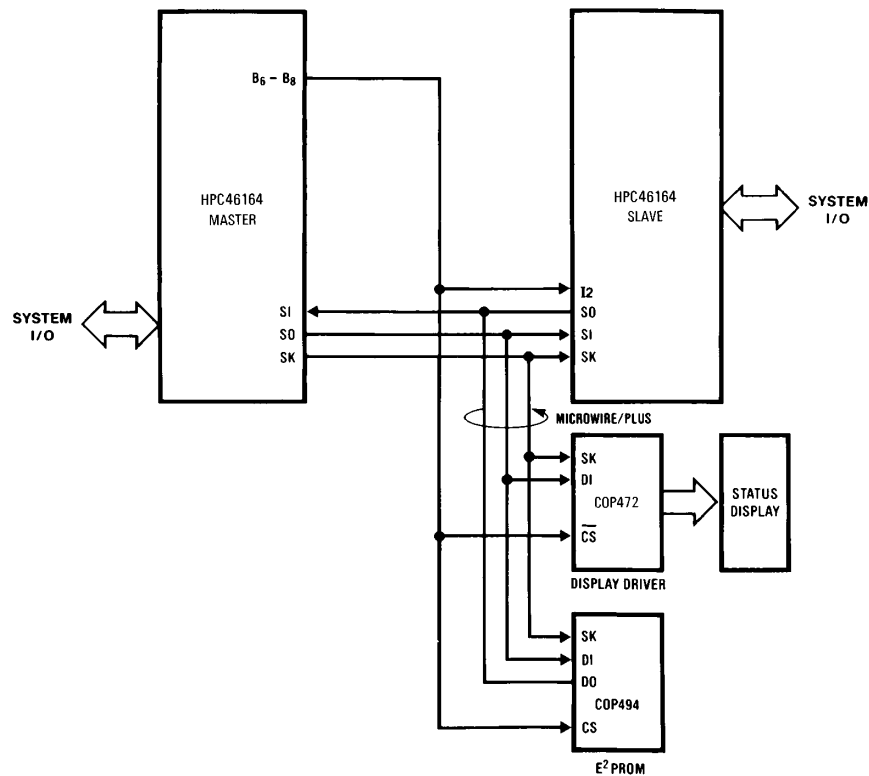 B₆ – B₈
HPC46164
MASTER
SYSTEM
I/O
SI
SO
SK
HPC46164
SLAVE
SYSTEM
I/O
I2
SO
SI
SK
MICROWIRE/PLUS
SK
DI
COP472
C̅S̅
DISPLAY DRIVER
STATUS
DISPLAY
SK
DI
DO
COP494
CS
E² PROM